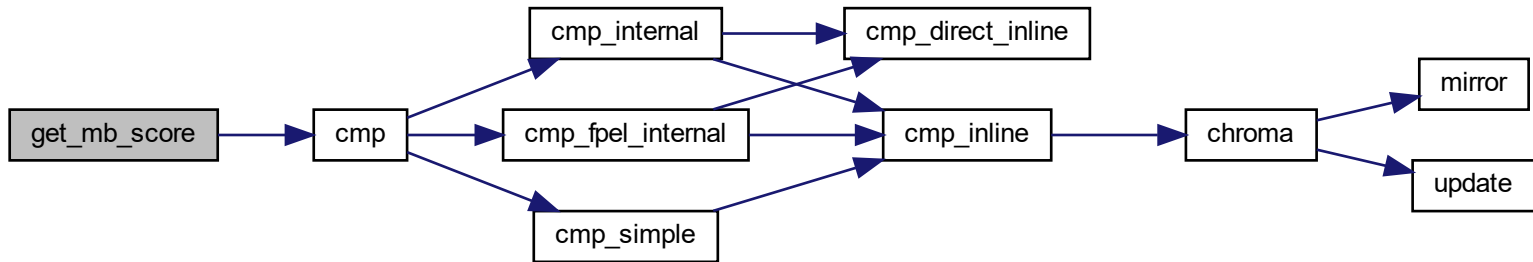 get_mb_score
cmp
cmp_internal
cmp_fpel_internal
cmp_simple
cmp_direct_inline
cmp_inline
chroma
mirror
update